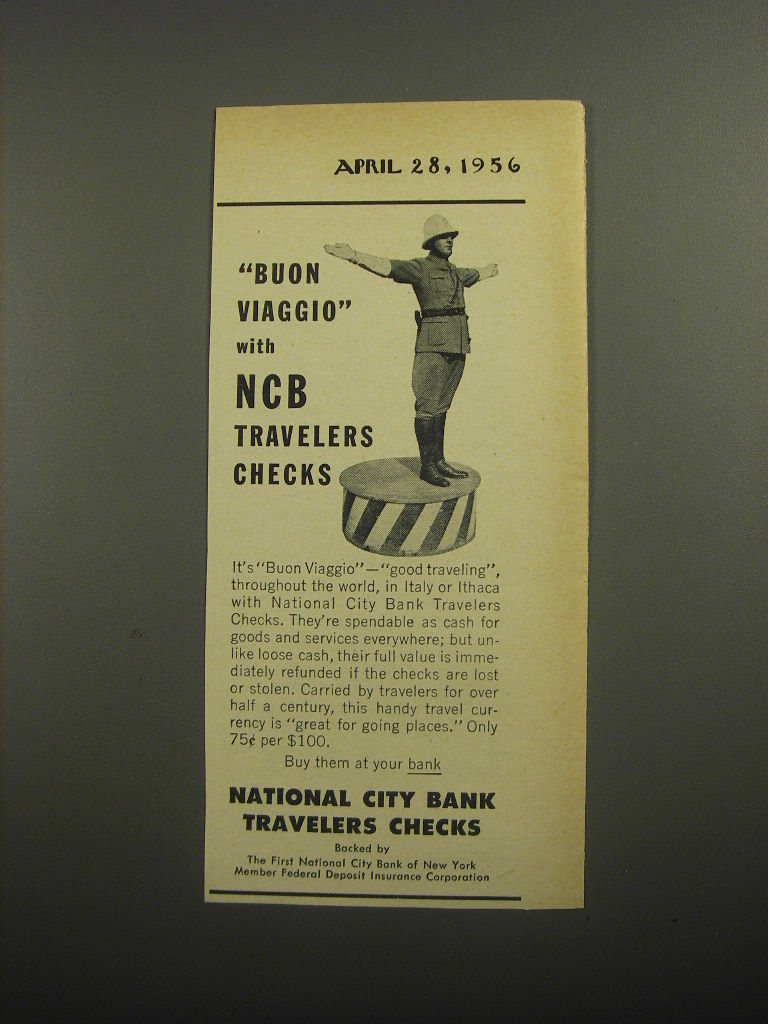 APRIL 28, 1956
"BUON
VIAGGIO"
with
NCB
TRAVELERS
CHECKS
It's "Buon Viaggio"—"good traveling",
throughout the world, in Italy or Ithaca
with National City Bank Travelers
Checks. They're spendable as cash for
goods and services everywhere; but un-
like loose cash, their full value is imme-
diately refunded if the checks are lost
or stolen. Carried by travelers for over
half a century, this handy travel cur-
rency is "great for going places." Only
75¢ per $100.
Buy them at your bank
NATIONAL CITY BANK
TRAVELERS CHECKS
Backed by
The First National City Bank of New York
Member Federal Deposit Insurance Corporation